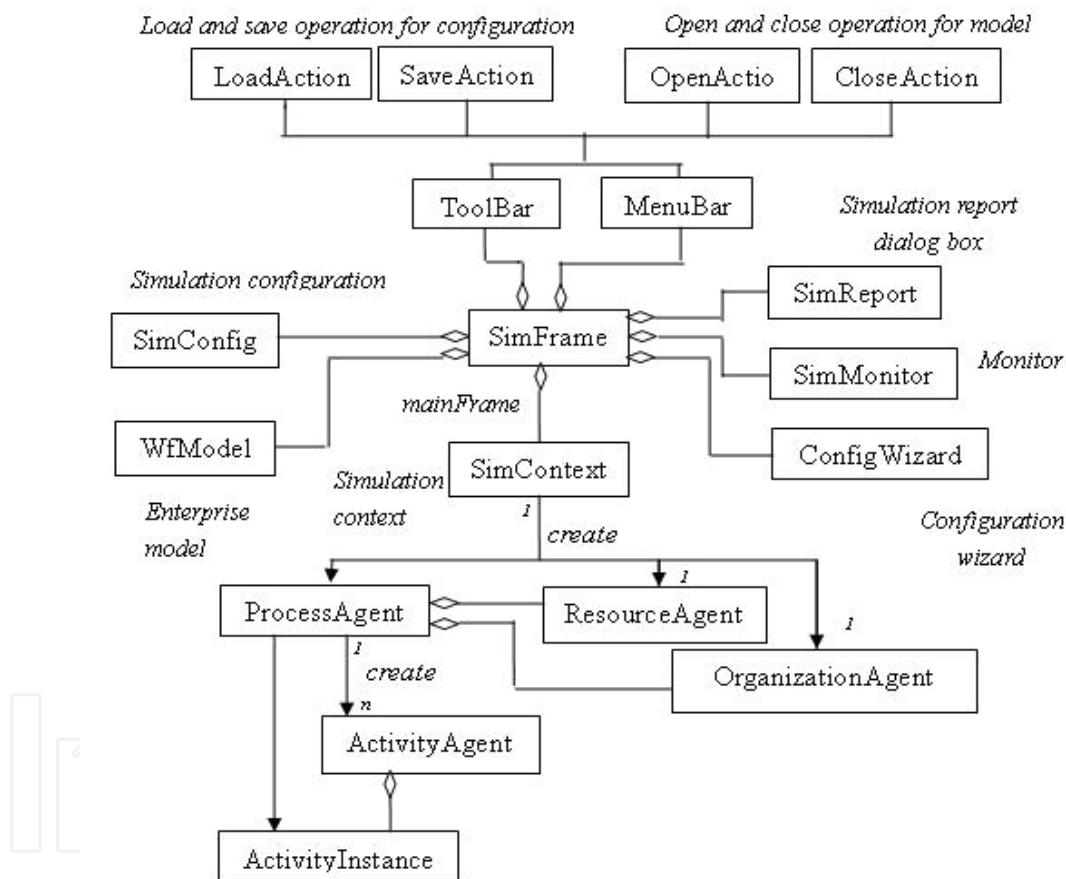 Load and save operation for configuration
Open and close operation for model
LoadAction
SaveAction
OpenActio
CloseAction
ToolBar
MenuBar
Simulation report
dialog box
Simulation configuration
SimReport
SimConfig
SimFrame
SimMonitor
Monitor
mainFrame
WfModel
SimContext
ConfigWizard
Simulation
context
Enterprise
model
1
create
Configuration
wizard
ProcessAgent
1
ResourceAgent
1
1
create
OrganizationAgent
n
ActivityAgent
ActivityInstance